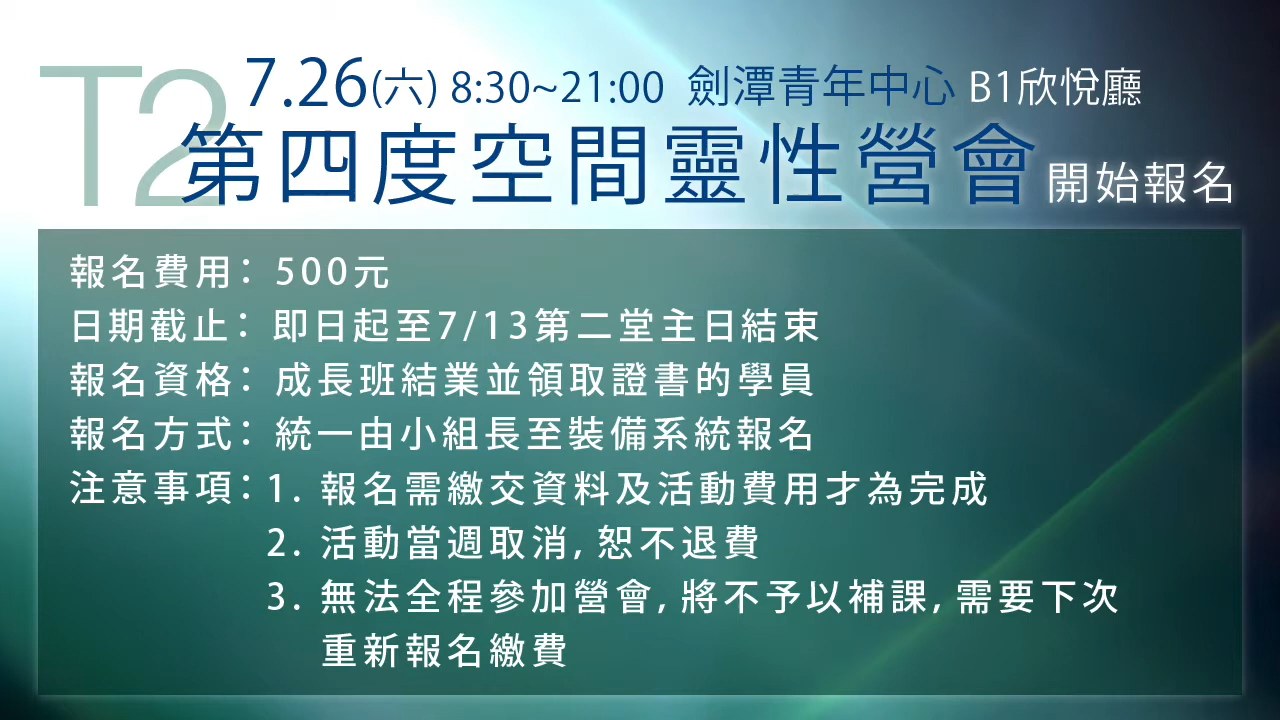 T2
7.26(六) 8:30~21:00 劍潭青年中心 B1欣悅廳
第四度空間靈性營會 開始報名
報名費用：500元
日期截止：即日起至7/13第二堂主日結束
報名資格：成長班結業並領取證書的學員
報名方式：統一由小組長至裝備系統報名
注意事項：1. 報名需繳交資料及活動費用才為完成
2. 活動當週取消, 恕不退費
3. 無法全程參加營會, 將不予以補課, 需要下次
重新報名繳費